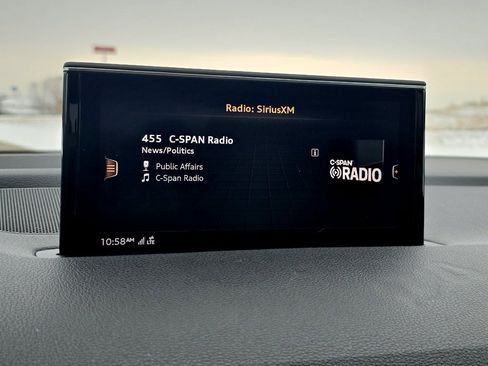 Radio: SiriusXM
455 C-SPAN Radio
News/Politics
Public Affairs
C-Span Radio
C-SPAN
RADIO
10:58AM LTE